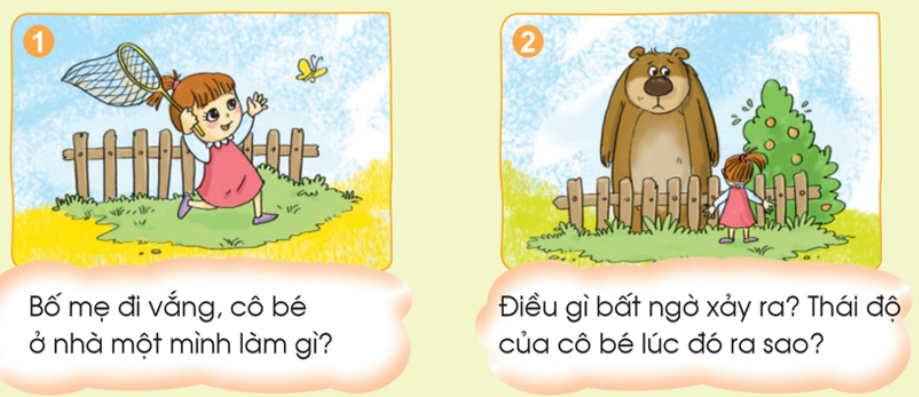 1
2
Bố mẹ đi vắng, cô bé
ở nhà một mình làm gì?
Điều gì bất ngờ xảy ra? Thái độ
của cô bé lúc đó ra sao?